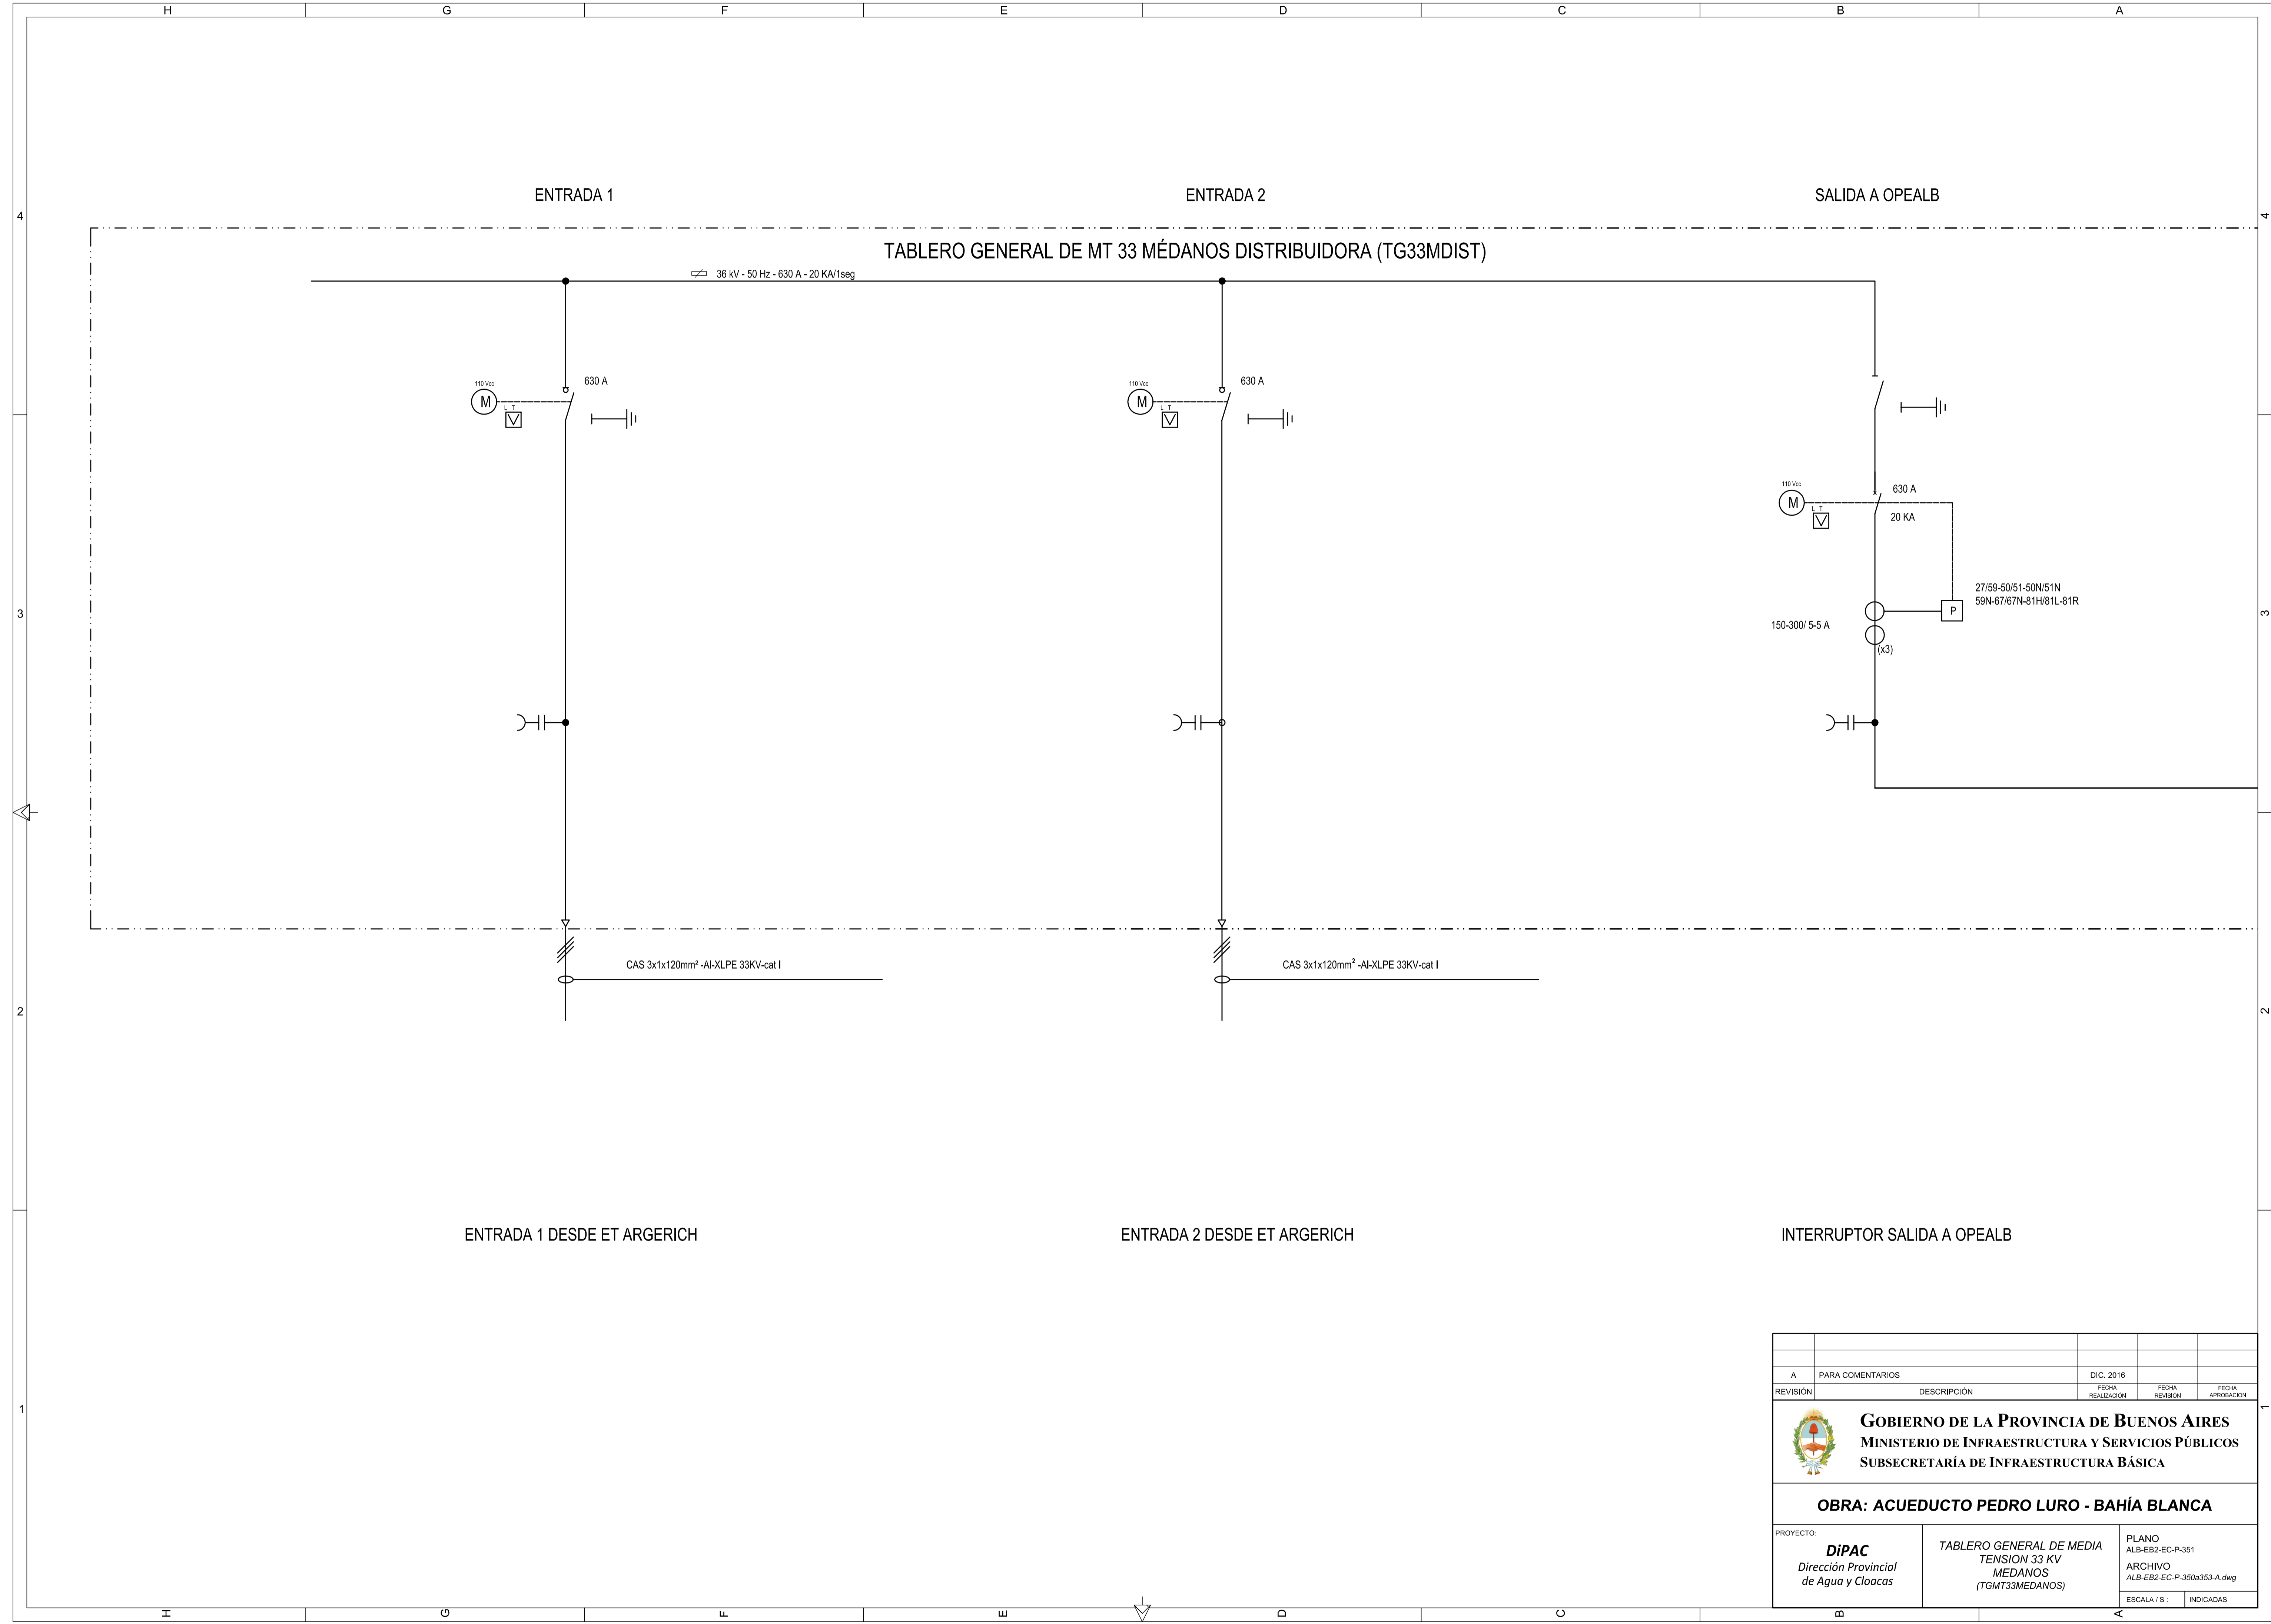 H G F E D C B A
ENTRADA 1
ENTRADA 2
SALIDA A OPEALB
4
4
TABLERO GENERAL DE MT 33 MÉDANOS DISTRIBUIDORA (TG33MDIST)
36 kV - 50 Hz - 630 A - 20 KA/1seg
110 Vcc
M
L T
630 A
110 Vcc
M
L T
630 A
110 Vcc
M
L T
630 A
20 KA
27/59-50/51-50N/51N
59N-67/67N-81H/81L-81R
P
150-300/ 5-5 A
(x3)
3
3
CAS 3x1x120mm² -Al-XLPE 33KV-cat I
CAS 3x1x120mm² -Al-XLPE 33KV-cat I
2
2
ENTRADA 1 DESDE ET ARGERICH
ENTRADA 2 DESDE ET ARGERICH
INTERRUPTOR SALIDA A OPEALB
1
1
A PARA COMENTARIOS DIC. 2016
REVISIÓN DESCRIPCIÓN FECHA REALIZACIÓN FECHA REVISIÓN FECHA APROBACION
GOBIERNO DE LA PROVINCIA DE BUENOS AIRES
MINISTERIO DE INFRAESTRUCTURA Y SERVICIOS PÚBLICOS
SUBSECRETARÍA DE INFRAESTRUCTURA BÁSICA
OBRA: ACUEDUCTO PEDRO LURO - BAHÍA BLANCA
PROYECTO:
DiPAC
Dirección Provincial
de Agua y Cloacas
TABLERO GENERAL DE MEDIA
TENSION 33 KV
MEDANOS
(TGMT33MEDANOS)
PLANO
ALB-EB2-EC-P-351
ARCHIVO
ALB-EB2-EC-P-350a353-A.dwg
ESCALA / S : INDICADAS
H G F E D C B A